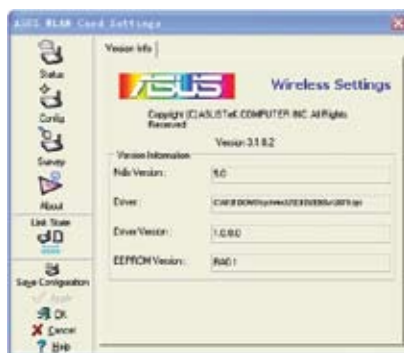 ASUS WLAN Card Settings
Status
Config
Survey
About
Link State
Save Configuration
Apply
OK
Cancel
Help
Version Info
ASUS
Wireless Settings
Copyright (C) ASUSTeK COMPUTER INC. All Rights
Reserved
Version 3.1.8.2
Version Information
Ndis Version :
5.0
Driver :
Driver Version :
1.0.8.0
EEPROM Version :